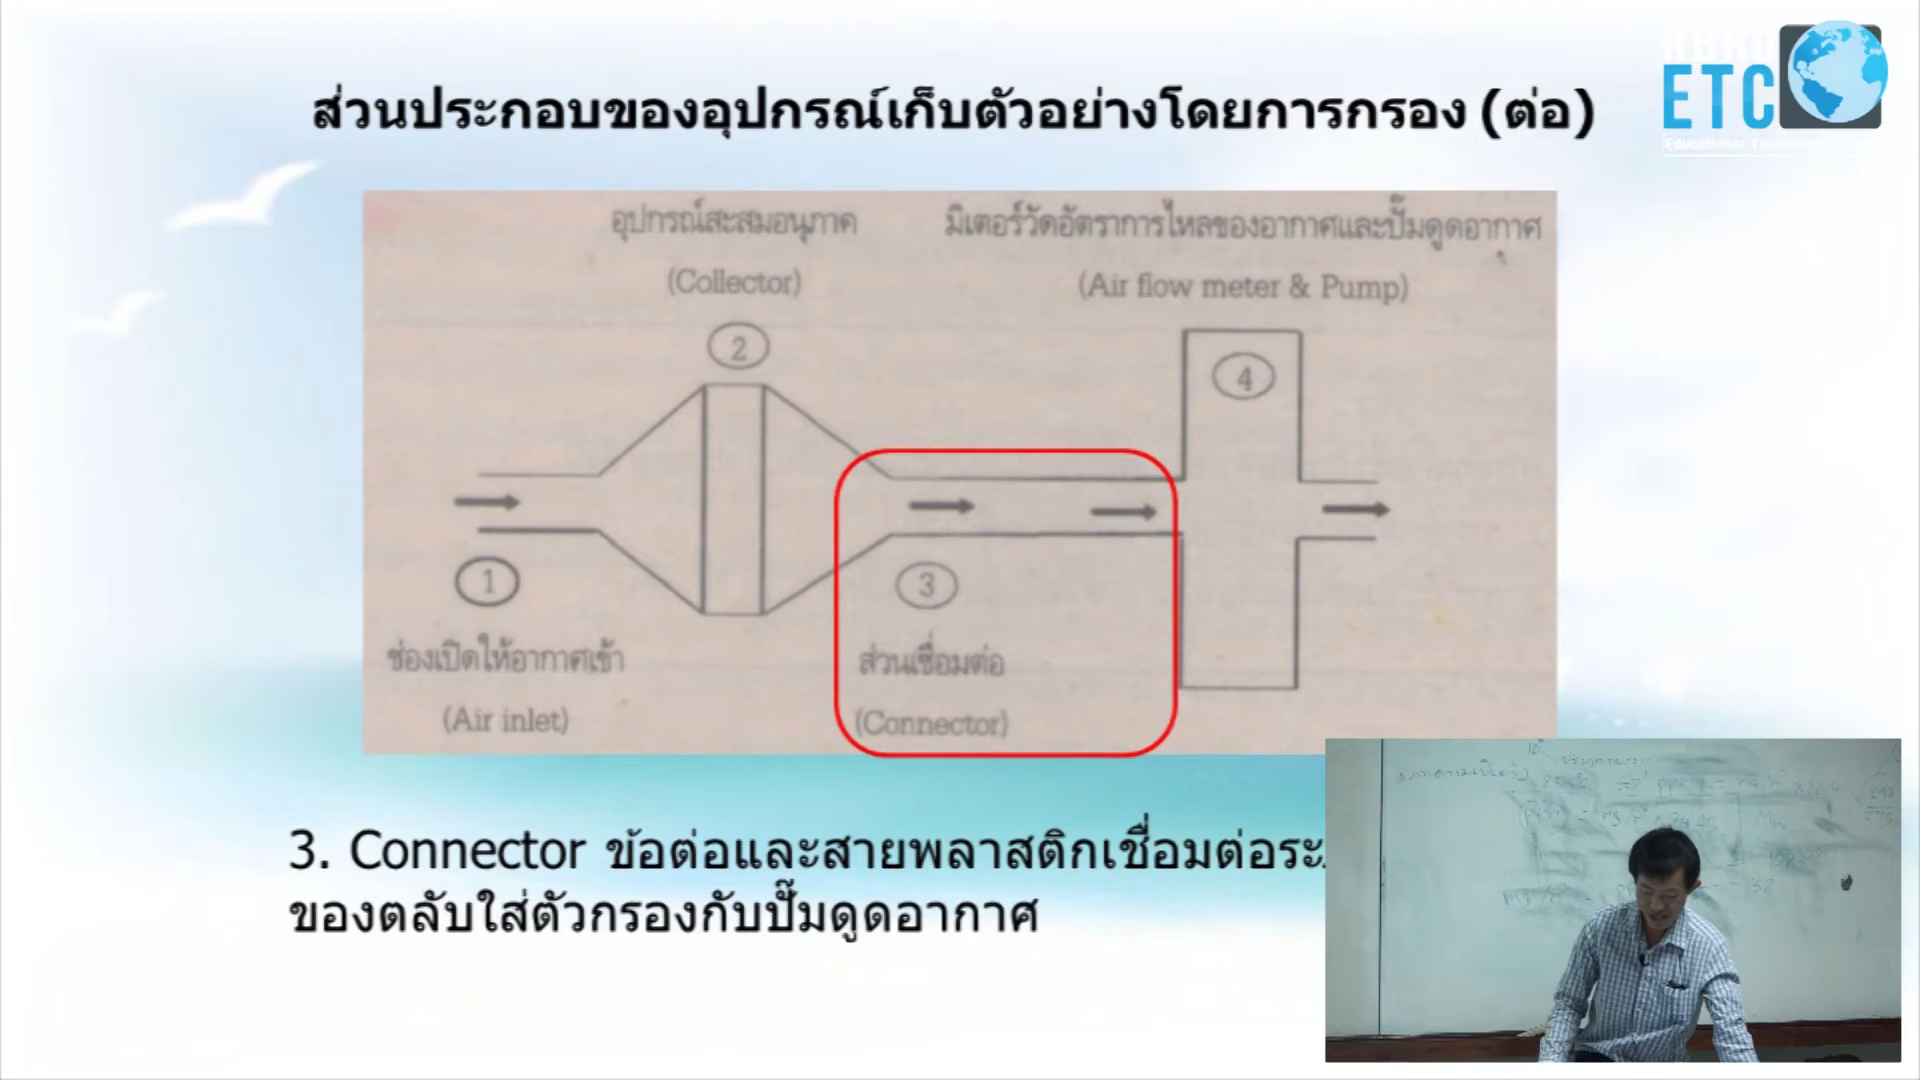 ETC
ส่วนประกอบของอุปกรณ์เก็บตัวอย่างโดยการกรอง (ต่อ)
อุปกรณ์สะสมอนุภาค
(Collector)
มิเตอร์วัดอัตราการไหลของอากาศและปั๊มดูดอากาศ
(Air flow meter & Pump)
2
4
1
3
ช่องเปิดให้อากาศเข้า
(Air inlet)
ส่วนเชื่อมต่อ
(Connector)
3. Connector ข้อต่อและสายพลาสติกเชื่อมต่อ
ของตลับใส่ตัวกรองกับปั๊มดูดอากาศ